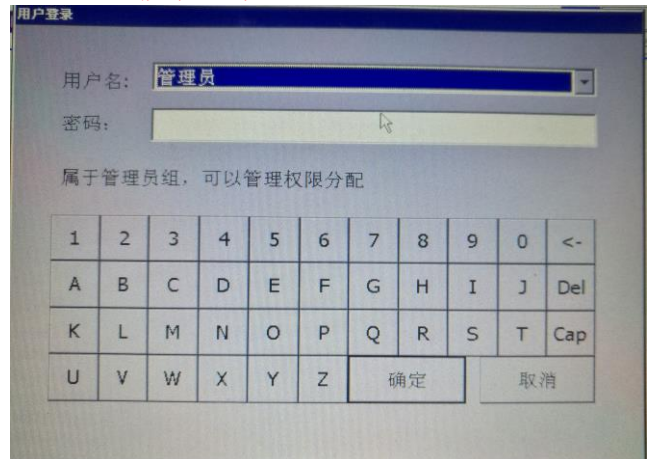 用户登录
用户名: 管理员
密码:
属于管理员组，可以管理权限分配
1 2 3 4 5 6 7 8 9 0 <-
A B C D E F G H I J Del
K L M N O P Q R S T Cap
U V W X Y Z 确定 取消